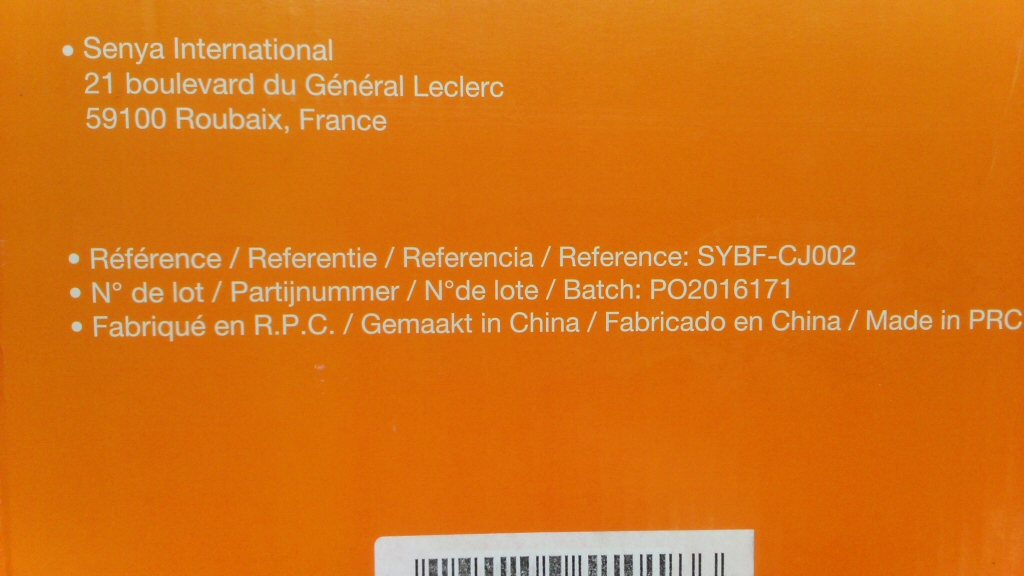 • Senya International
21 boulevard du Général Leclerc
59100 Roubaix, France
• Référence / Referentie / Referencia / Reference: SYBF-CJ002
• N° de lot / Partijnummer / N°de lote / Batch: PO2016171
• Fabriqué en R.P.C. / Gemaakt in China / Fabricado en China / Made in PRC